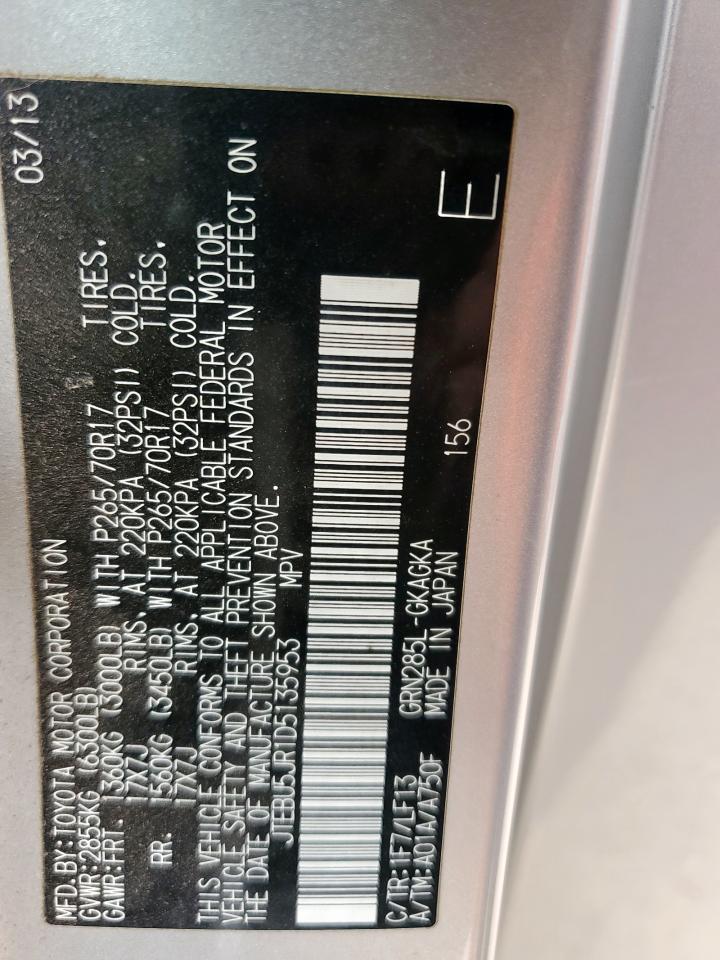 MFD.BY:TOYOTA MOTOR CORPORATION 03/13
GVWR:2855KG (6300LB)
GAWR:FRT. 1360KG (3000LB) WITH P265/70R17 TIRES.
17X7J RIMS. AT 220KPA (32PSI) COLD.
RR. 1560KG (3450LB) WITH P265/70R17 TIRES.
17X7J RIMS. AT 220KPA (32PSI) COLD.
THIS VEHICLE CONFORMS TO ALL APPLICABLE FEDERAL MOTOR
VEHICLE SAFETY AND THEFT PREVENTION STANDARDS IN EFFECT ON
THE DATE OF MANUFACTURE SHOWN ABOVE.
JTEBU5JR1D5135953 MPV
C/TR:1F7/LF13 GRN285L-GKAGKA
A/TM:A01A/A750F MADE IN JAPAN 156
E